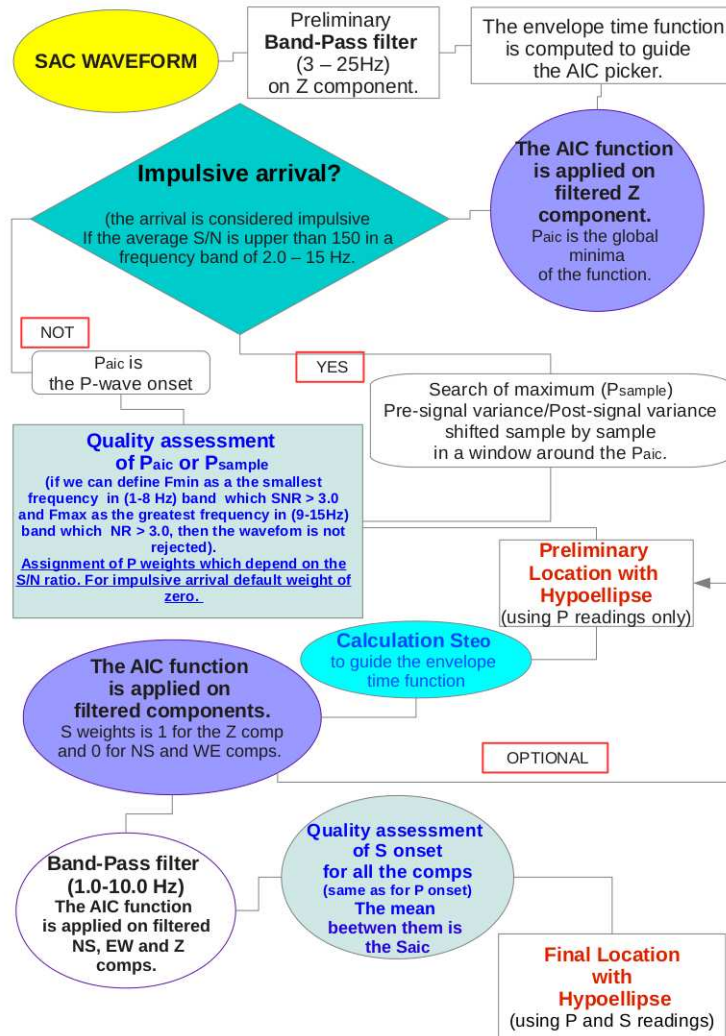 SAC WAVEFORM
Preliminary
Band-Pass filter
(3 – 25Hz)
on Z component.
The envelope time function
is computed to guide
the AIC picker.
The AIC function
is applied on
filtered Z
component.
Paic is the global
minima
of the function.
Impulsive arrival?
(the arrival is considered impulsive
If the average S/N is upper than 150 in a
frequency band of 2.0 – 15 Hz.
NOT
YES
Paic is
the P-wave onset
Search of maximum (Psample)
Pre-signal variance/Post-signal variance
shifted sample by sample
in a window around the Paic.
Quality assessment
of Paic or Psample
(if we can define Fmin as a the smallest
frequency in (1-8 Hz) band which SNR > 3.0
and Fmax as the greatest frequency in (9-15Hz)
band which NR > 3.0, then the wavefom is not
rejected).
Assignment of P weights which depend on the
S/N ratio. For impulsive arrival default weight of
zero.
Preliminary
Location with
Hypoellipse
(using P readings only)
Calculation Steo
to guide the envelope
time function
The AIC function
is applied on
filtered components.
S weights is 1 for the Z comp
and 0 for NS and WE comps.
OPTIONAL
Band-Pass filter
(1.0-10.0 Hz)
The AIC function
is applied on filtered
NS, EW and Z
comps.
Quality assessment
of S onset
for all the comps
(same as for P onset)
The mean
beetwen them is
the Saic
Final Location
with
Hypoellipse
(using P and S readings)